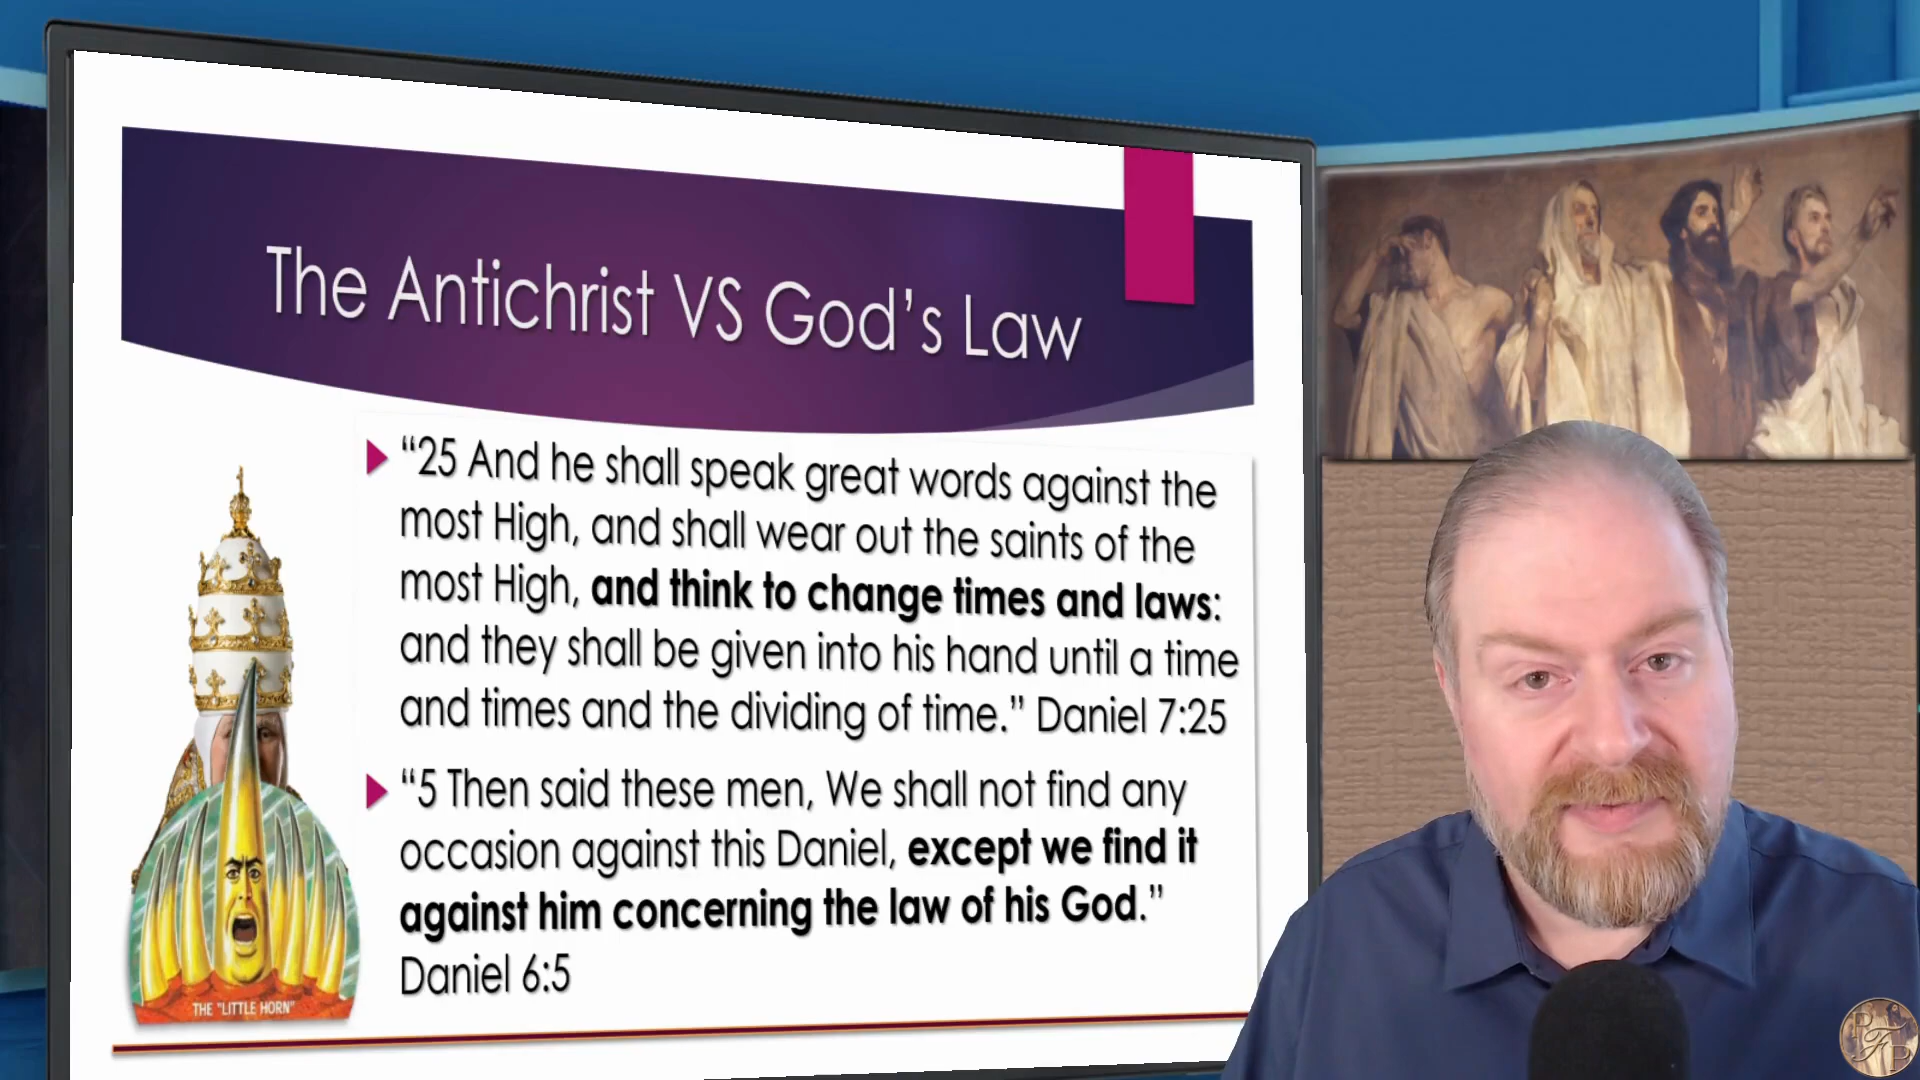 The Antichrist VS God’s Law
“25 And he shall speak great words against the
most High, and shall wear out the saints of the
most High, and think to change times and laws:
and they shall be given into his hand until a time
and times and the dividing of time.” Daniel 7:25
“5 Then said these men, We shall not find any
occasion against this Daniel, except we find it
against him concerning the law of his God.”
Daniel 6:5
THE "LITTLE HORN"
PFP